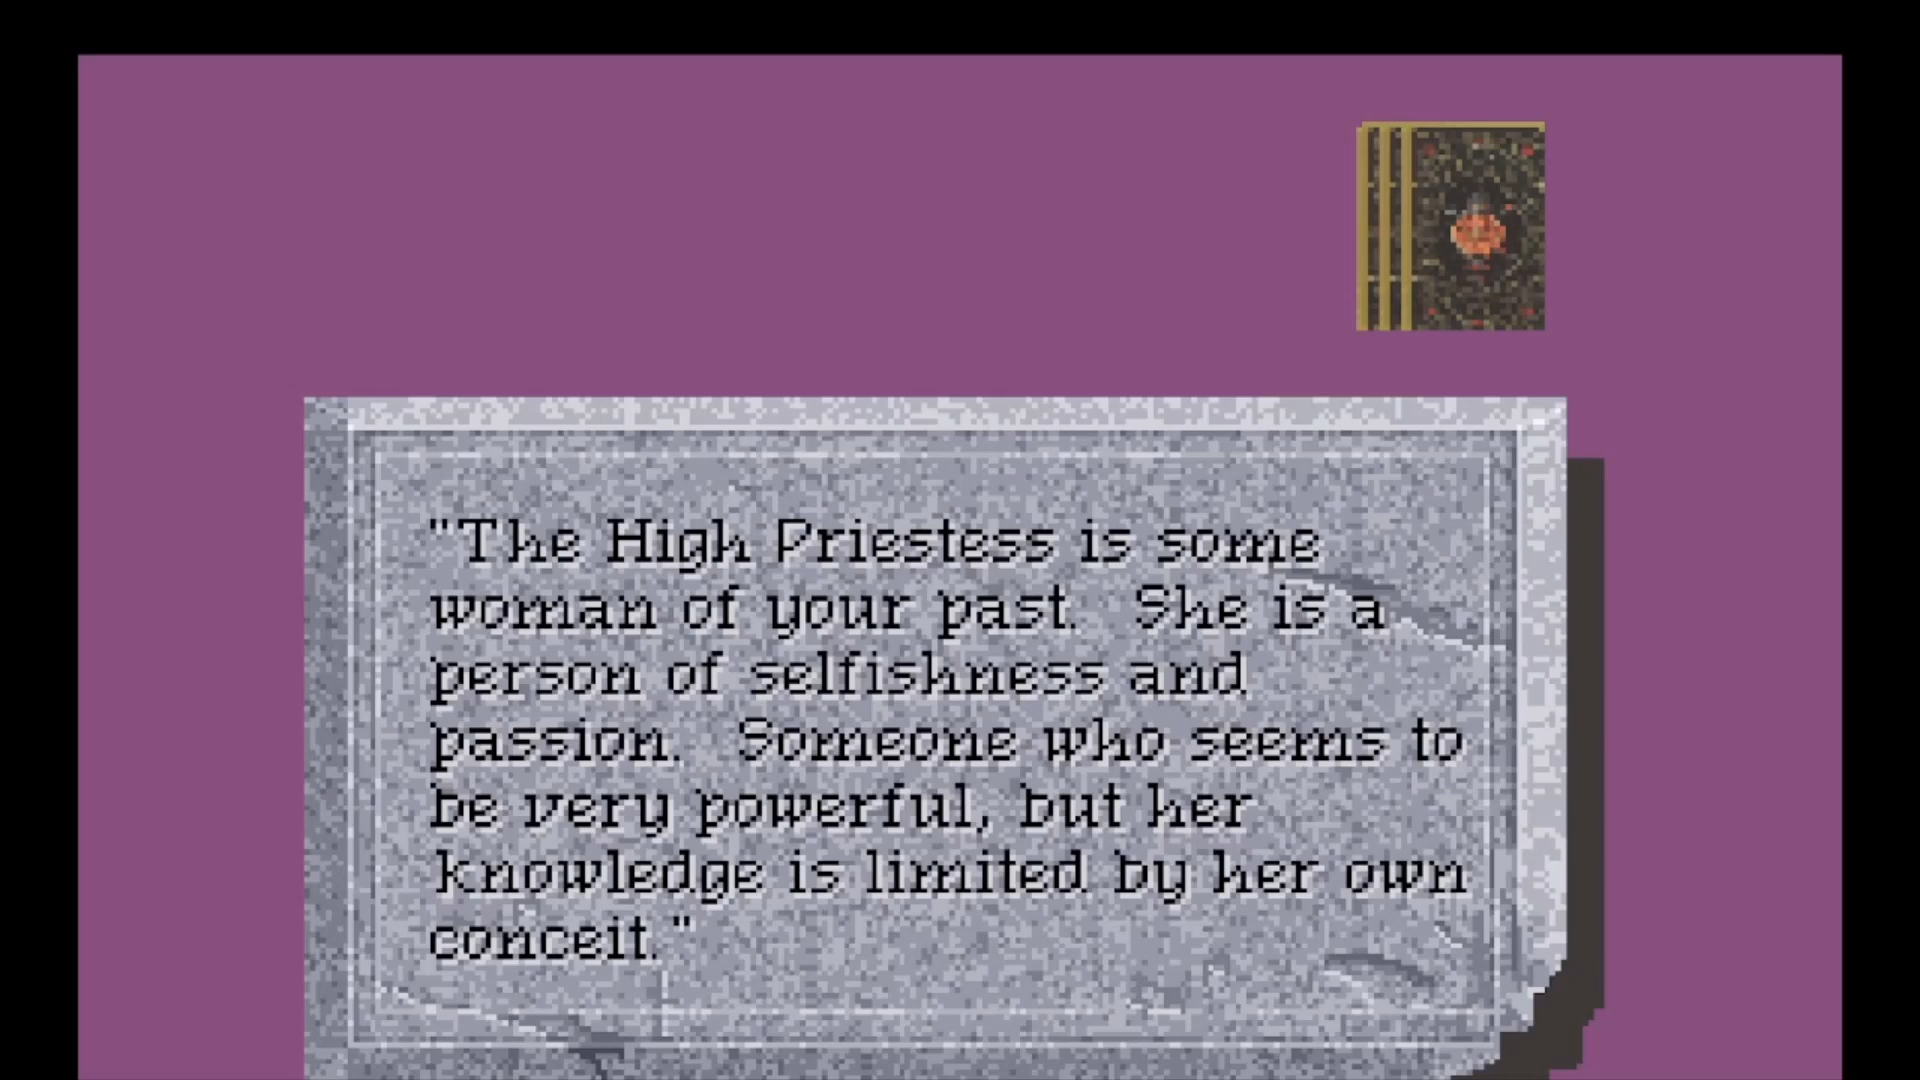 "The High Priestess is some
woman of your past.  She is a
person of selfishness and
passion.  Someone who seems to
be very powerful, but her
knowledge is limited by her own
conceit."